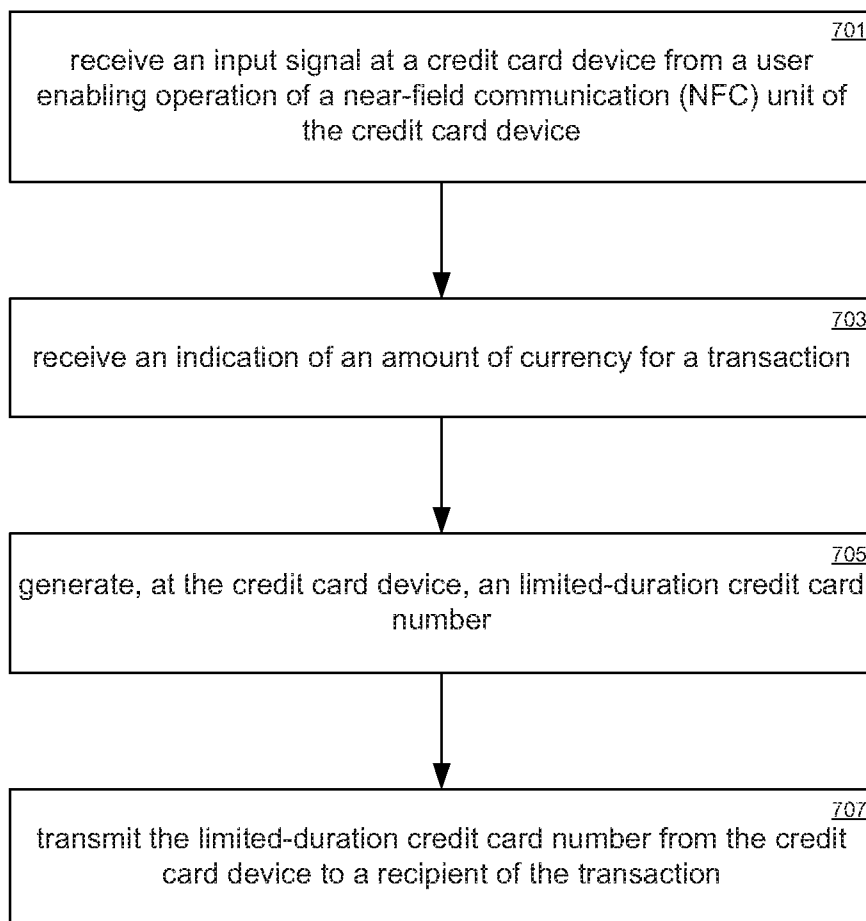 701
receive an input signal at a credit card device from a user
enabling operation of a near-field communication (NFC) unit of
the credit card device
703
receive an indication of an amount of currency for a transaction
705
generate, at the credit card device, an limited-duration credit card
number
707
transmit the limited-duration credit card number from the credit
card device to a recipient of the transaction